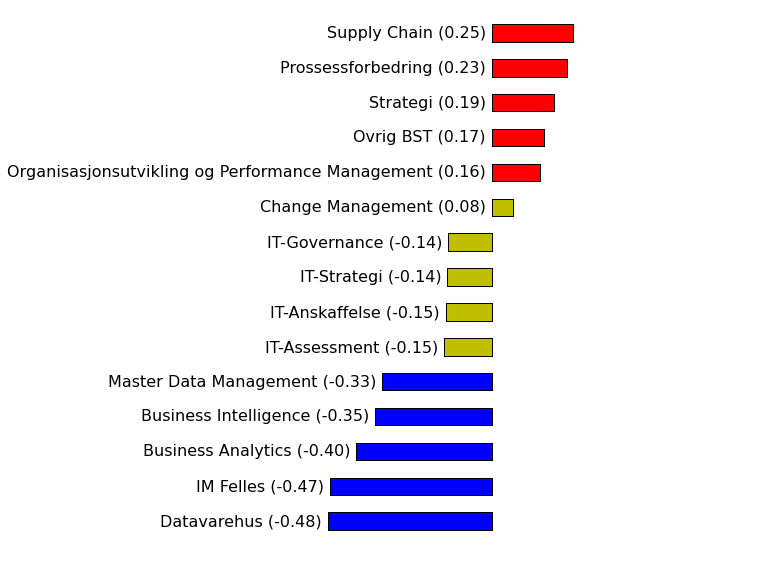 Supply Chain (0.25)
Prossessforbedring (0.23)
Strategi (0.19)
Ovrig BST (0.17)
Organisasjonsutvikling og Performance Management (0.16)
Change Management (0.08)
IT-Governance (-0.14)
IT-Strategi (-0.14)
IT-Anskaffelse (-0.15)
IT-Assessment (-0.15)
Master Data Management (-0.33)
Business Intelligence (-0.35)
Business Analytics (-0.40)
IM Felles (-0.47)
Datavarehus (-0.48)